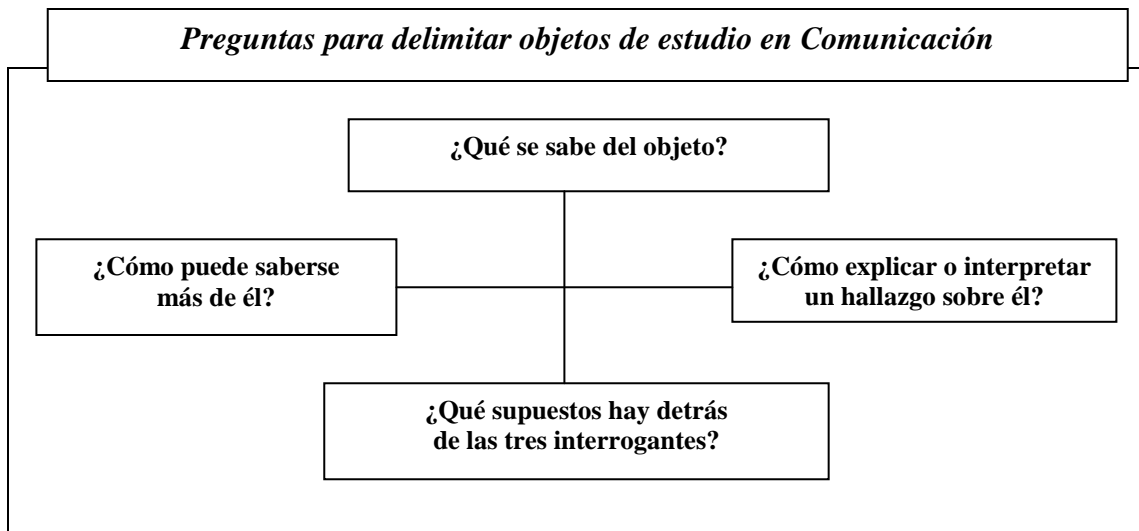 Preguntas para delimitar objetos de estudio en Comunicación
¿Qué se sabe del objeto?
¿Cómo puede saberse
más de él?
¿Cómo explicar o interpretar
un hallazgo sobre él?
¿Qué supuestos hay detrás
de las tres interrogantes?